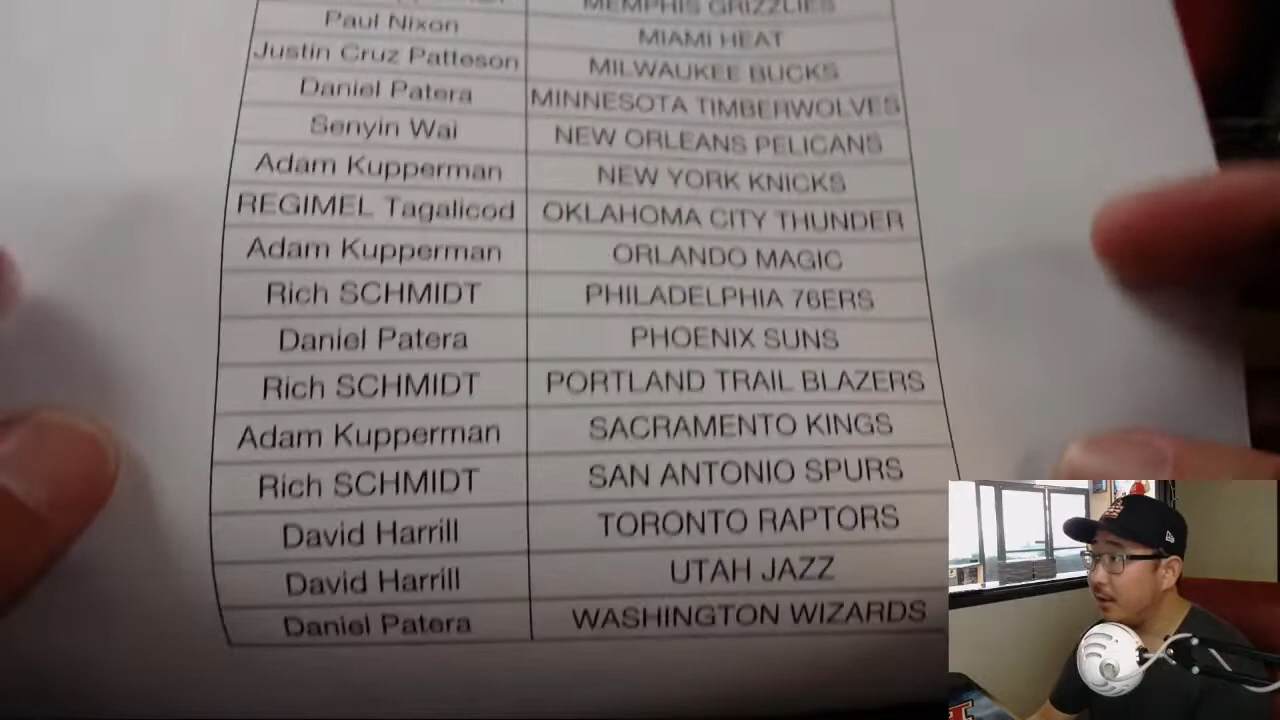 MEMPHIS GRIZZLIES
Paul Nixon MIAMI HEAT
Justin Cruz Patteson MILWAUKEE BUCKS
Daniel Patera MINNESOTA TIMBERWOLVES
Senyin Wai NEW ORLEANS PELICANS
Adam Kupperman NEW YORK KNICKS
REGIMEL Tagalicod OKLAHOMA CITY THUNDER
Adam Kupperman ORLANDO MAGIC
Rich SCHMIDT PHILADELPHIA 76ERS
Daniel Patera PHOENIX SUNS
Rich SCHMIDT PORTLAND TRAIL BLAZERS
Adam Kupperman SACRAMENTO KINGS
Rich SCHMIDT SAN ANTONIO SPURS
David Harrill TORONTO RAPTORS
David Harrill UTAH JAZZ
Daniel Patera WASHINGTON WIZARDS